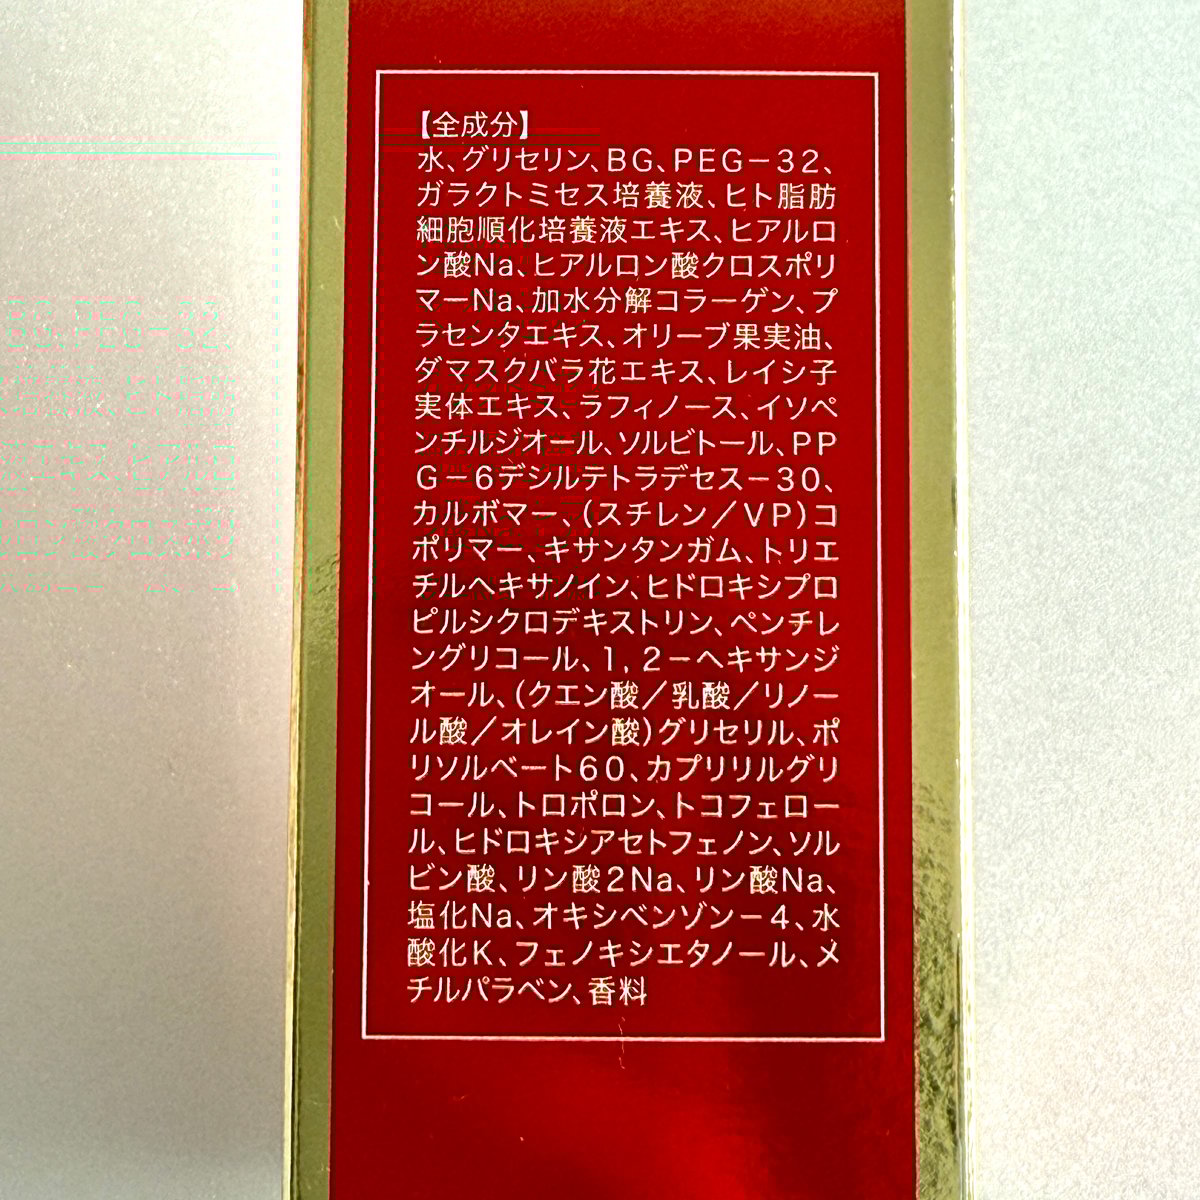 【全成分】
水、グリセリン、BG、PEG－32、
ガラクトミセス培養液、ヒト脂肪
細胞順化培養液エキス、ヒアルロ
ン酸Na、ヒアルロン酸クロスポリ
マーNa、加水分解コラーゲン、プ
ラセンタエキス、オリーブ果実油、
ダマスクバラ花エキス、レイシ子
実体エキス、ラフィノース、イソペ
ンチルジオール、ソルビトール、PP
G－6デシルテトラデセス－30、
カルボマー、(スチレン／VP)コ
ポリマー、キサンタンガム、トリエ
チルヘキサノイン、ヒドロキシプロ
ピルシクロデキストリン、ペンチレ
ングリコール、1，2－ヘキサンジ
オール、(クエン酸／乳酸／リノー
ル酸／オレイン酸)グリセリル、ポ
リソルベート60、カプリリルグリ
コール、トロポロン、トコフェロー
ル、ヒドロキシアセトフェノン、ソル
ビン酸、リン酸2Na、リン酸Na、
塩化Na、オキシベンゾン－4、水
酸化K、フェノキシエタノール、メ
チルパラベン、香料